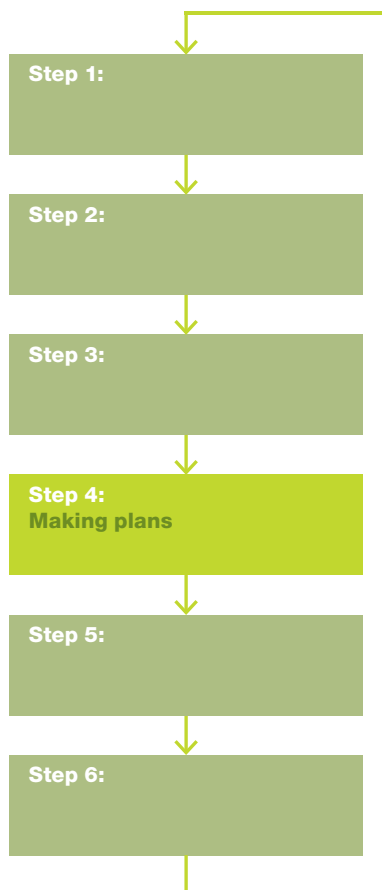 Step 1:
Step 2:
Step 3:
Step 4:
Making plans
Step 5:
Step 6: